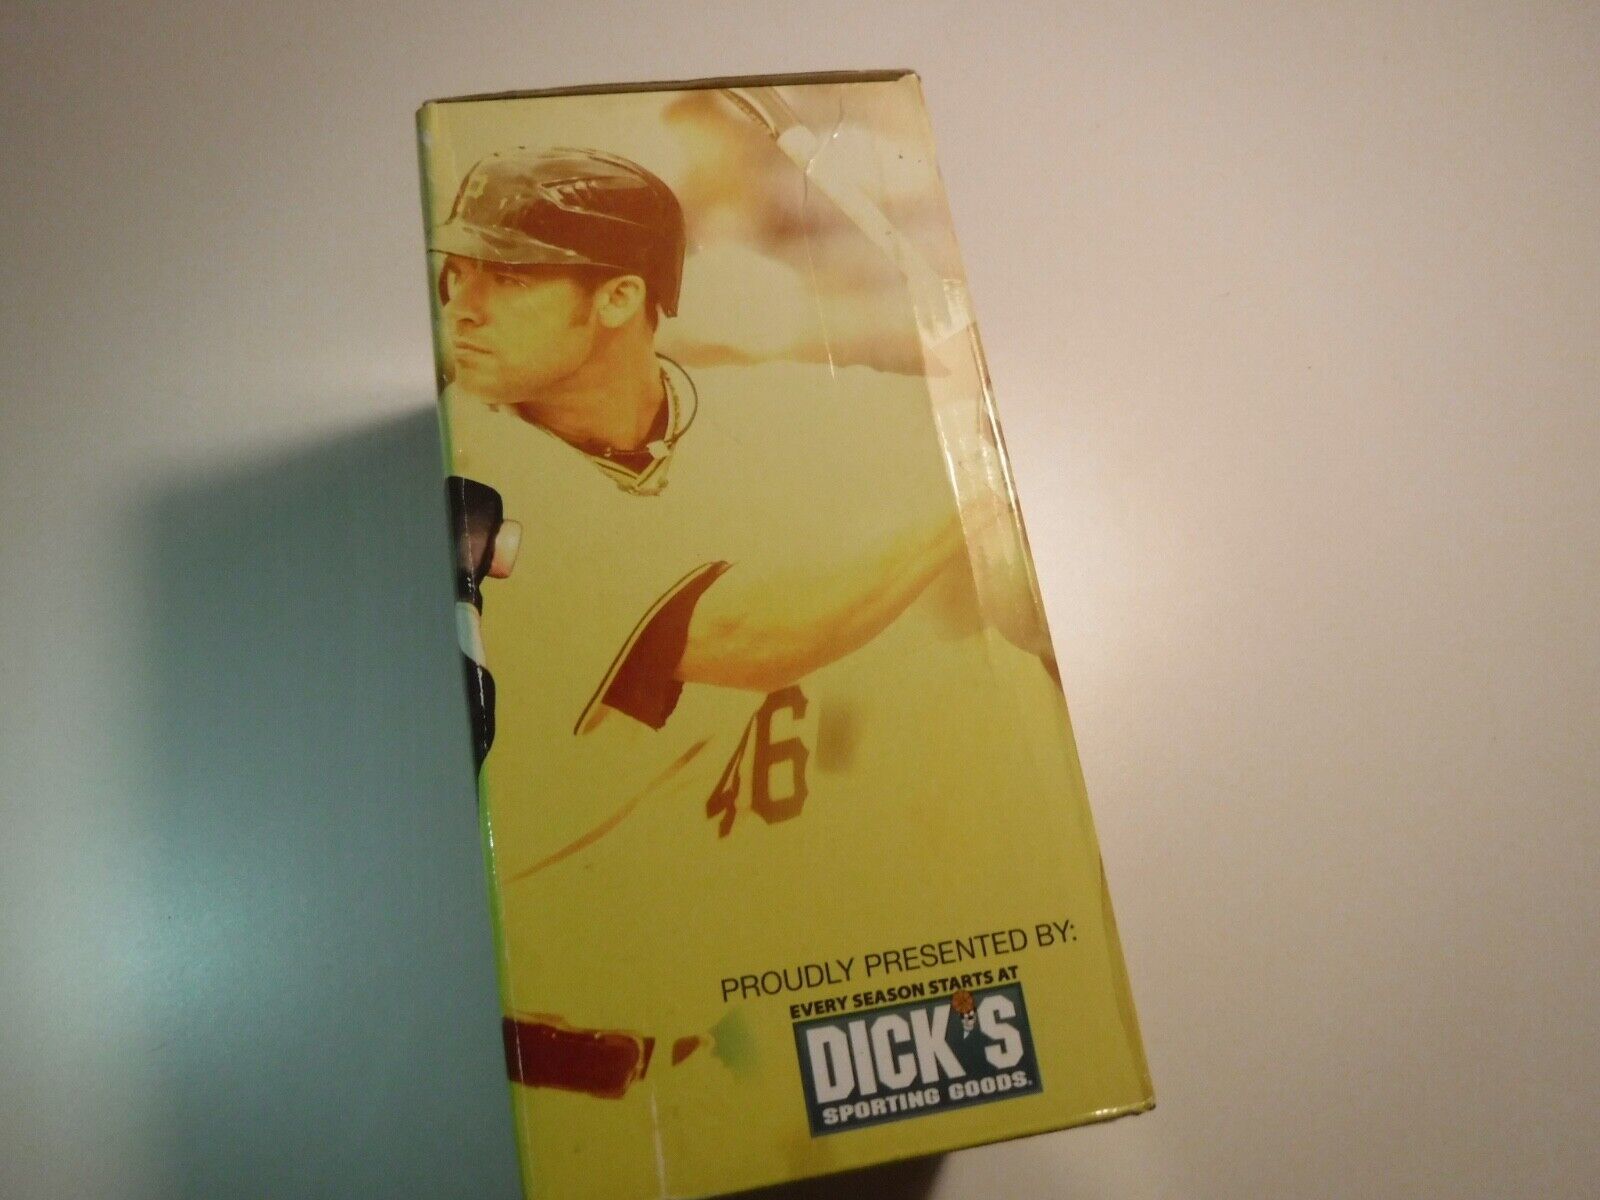 P
46
PROUDLY PRESENTED BY:
EVERY SEASON STARTS AT
DICK'S
SPORTING GOODS.